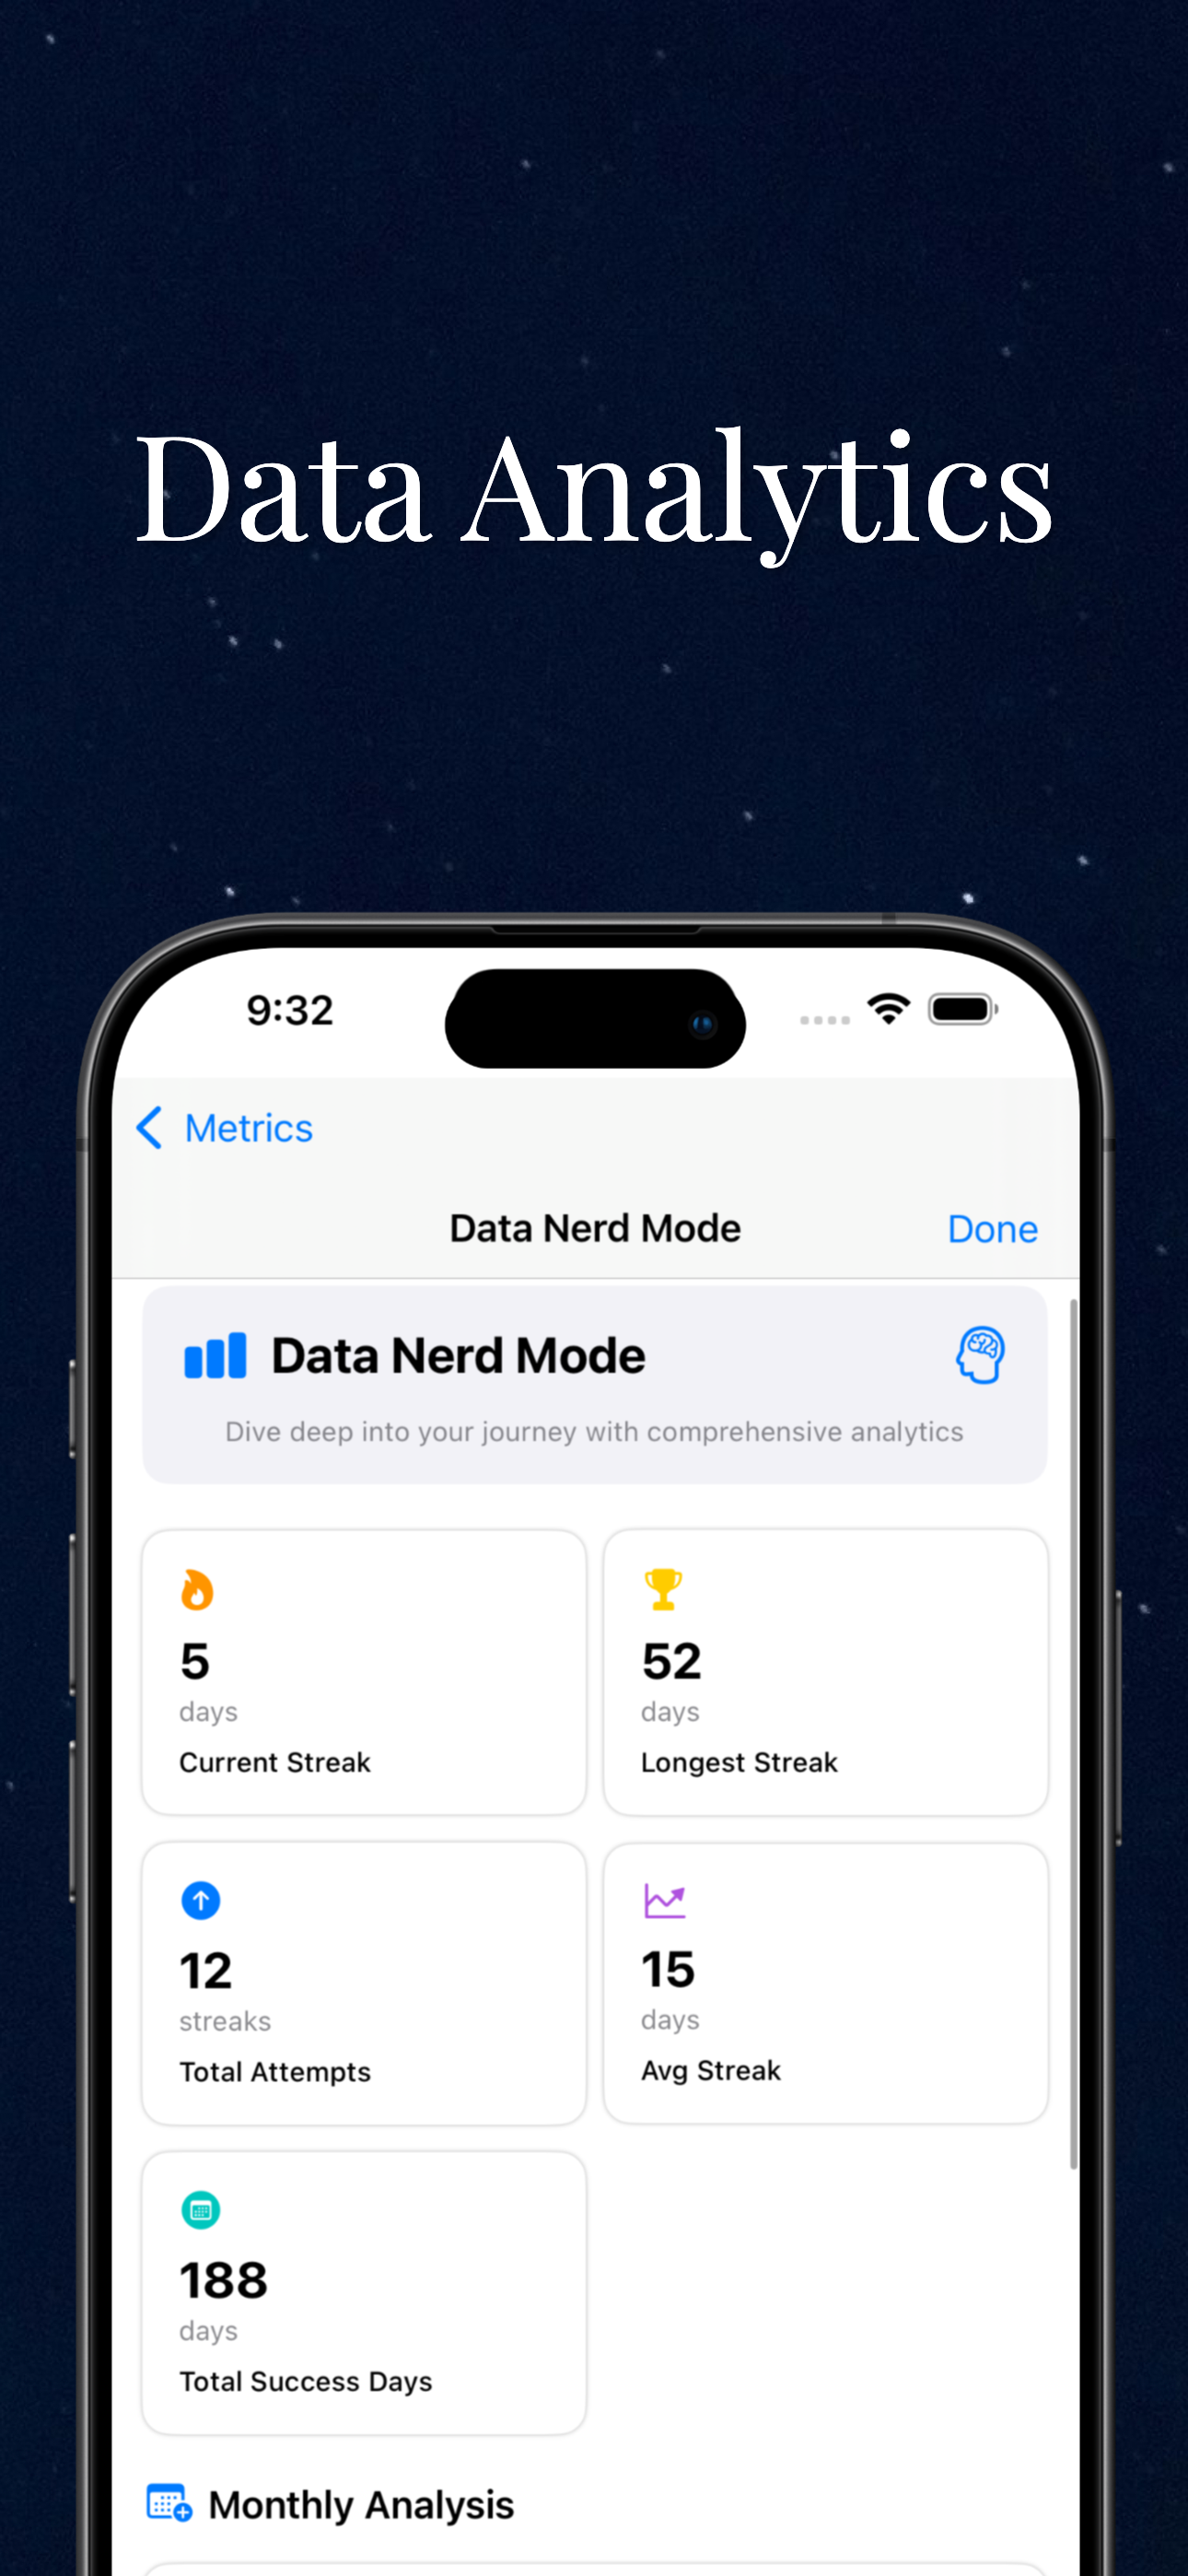 Data Analytics
9:32
Metrics
Data Nerd Mode
Done
Data Nerd Mode
Dive deep into your journey with comprehensive analytics
5
days
Current Streak
52
days
Longest Streak
12
streaks
Total Attempts
15
days
Avg Streak
188
days
Total Success Days
Monthly Analysis